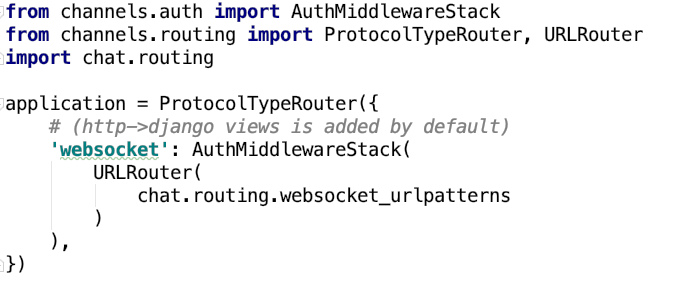 from channels.auth import AuthMiddlewareStack
from channels.routing import ProtocolTypeRouter, URLRouter
import chat.routing

application = ProtocolTypeRouter({
    # (http->django views is added by default)
    'websocket': AuthMiddlewareStack(
        URLRouter(
            chat.routing.websocket_urlpatterns
        )
    ),
})